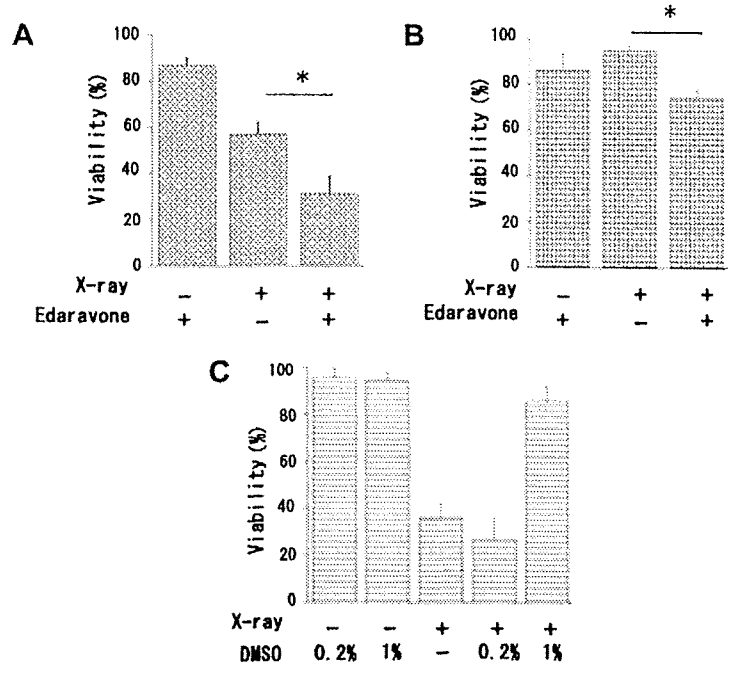 A
Viability (%)
100
80
60
40
20
0
*
X-ray − + +
Edaravone + − +
B
Viability (%)
100
80
60
40
20
0
*
X-ray − + +
Edaravone + − +
C
Viability (%)
100
80
60
40
20
0
X-ray − − + + +
DMSO 0.2% 1% − 0.2% 1%